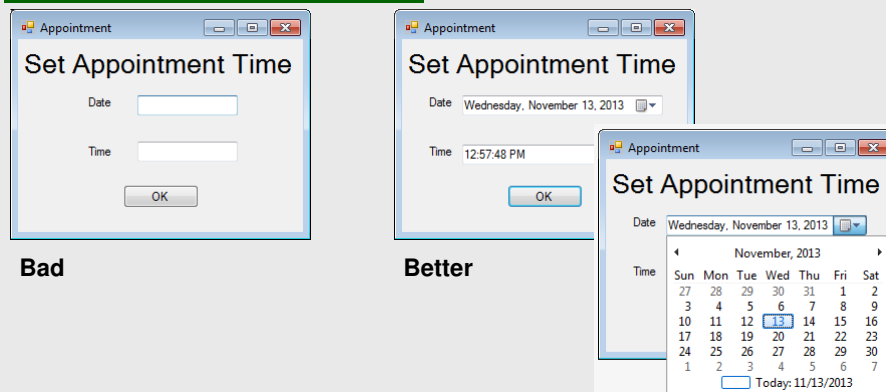 Appointment
Set Appointment Time
Date
Time
OK
Bad
Appointment
Set Appointment Time
Date Wednesday, November 13, 2013
Time 12:57:48 PM
OK
Better
Appointment
Set Appointment Time
Date Wednesday, November 13, 2013
Time
November, 2013
Sun Mon Tue Wed Thu Fri Sat
27 28 29 30 31 1 2
3 4 5 6 7 8 9
10 11 12 13 14 15 16
17 18 19 20 21 22 23
24 25 26 27 28 29 30
1 2 3 4 5 6 7
Today: 11/13/2013